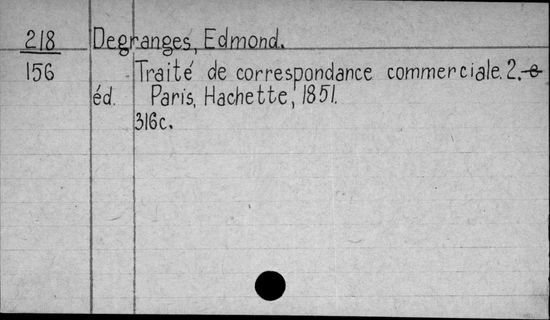 218 Degranges, Edmond.
156 Traité de correspondance commerciale. 2.e
éd. Paris, Hachette, 1851.
316c.